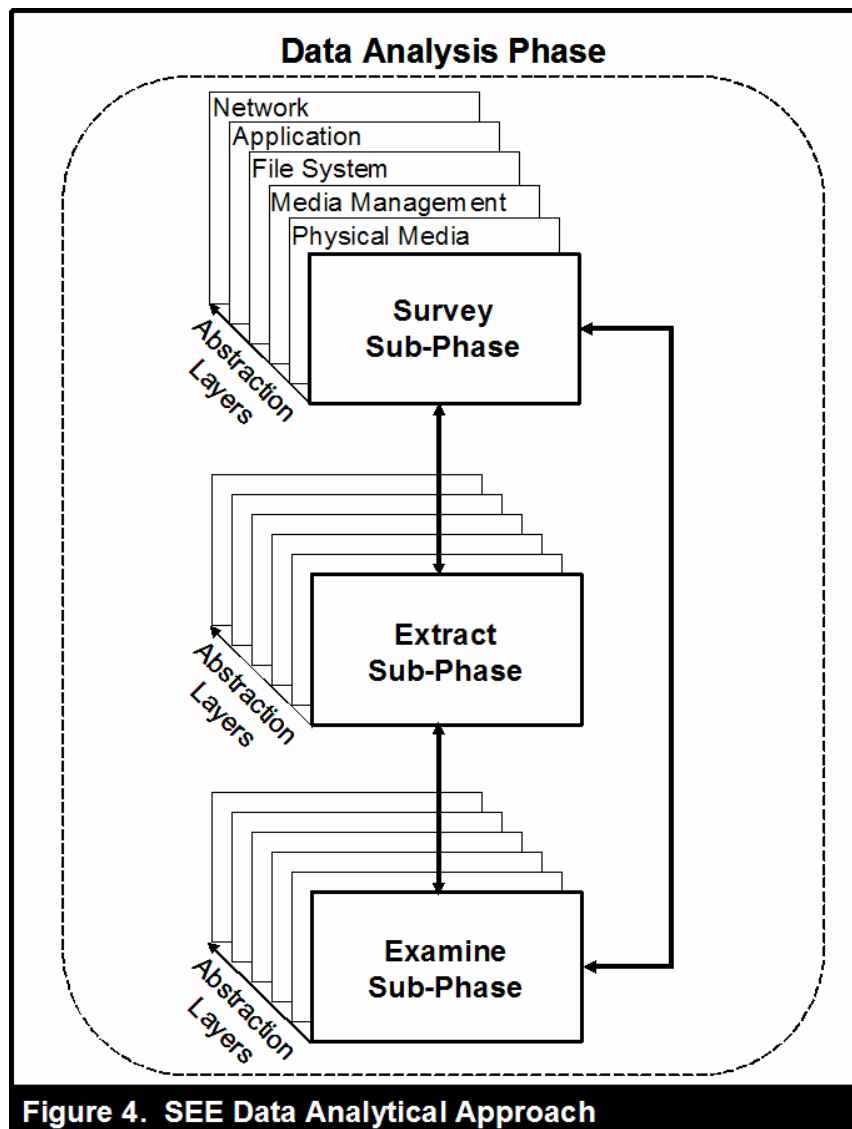 Data Analysis Phase
Network
Application
File System
Media Management
Physical Media
Survey
Sub-Phase
Abstraction
Layers
Extract
Sub-Phase
Abstraction
Layers
Examine
Sub-Phase
Abstraction
Layers
Figure 4. SEE Data Analytical Approach